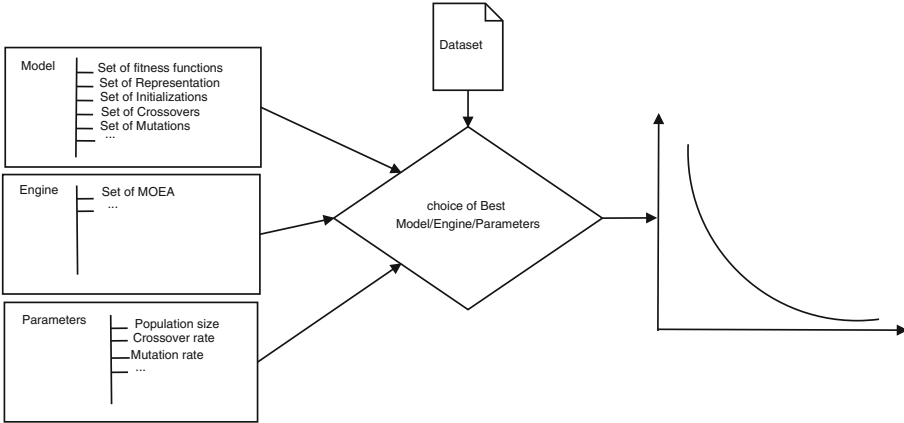 Dataset
Model
Set of fitness functions
Set of Representation
Set of Initializations
Set of Crossovers
Set of Mutations
...
Engine
Set of MOEA
...
choice of Best
Model/Engine/Parameters
Parameters
Population size
Crossover rate
Mutation rate
...